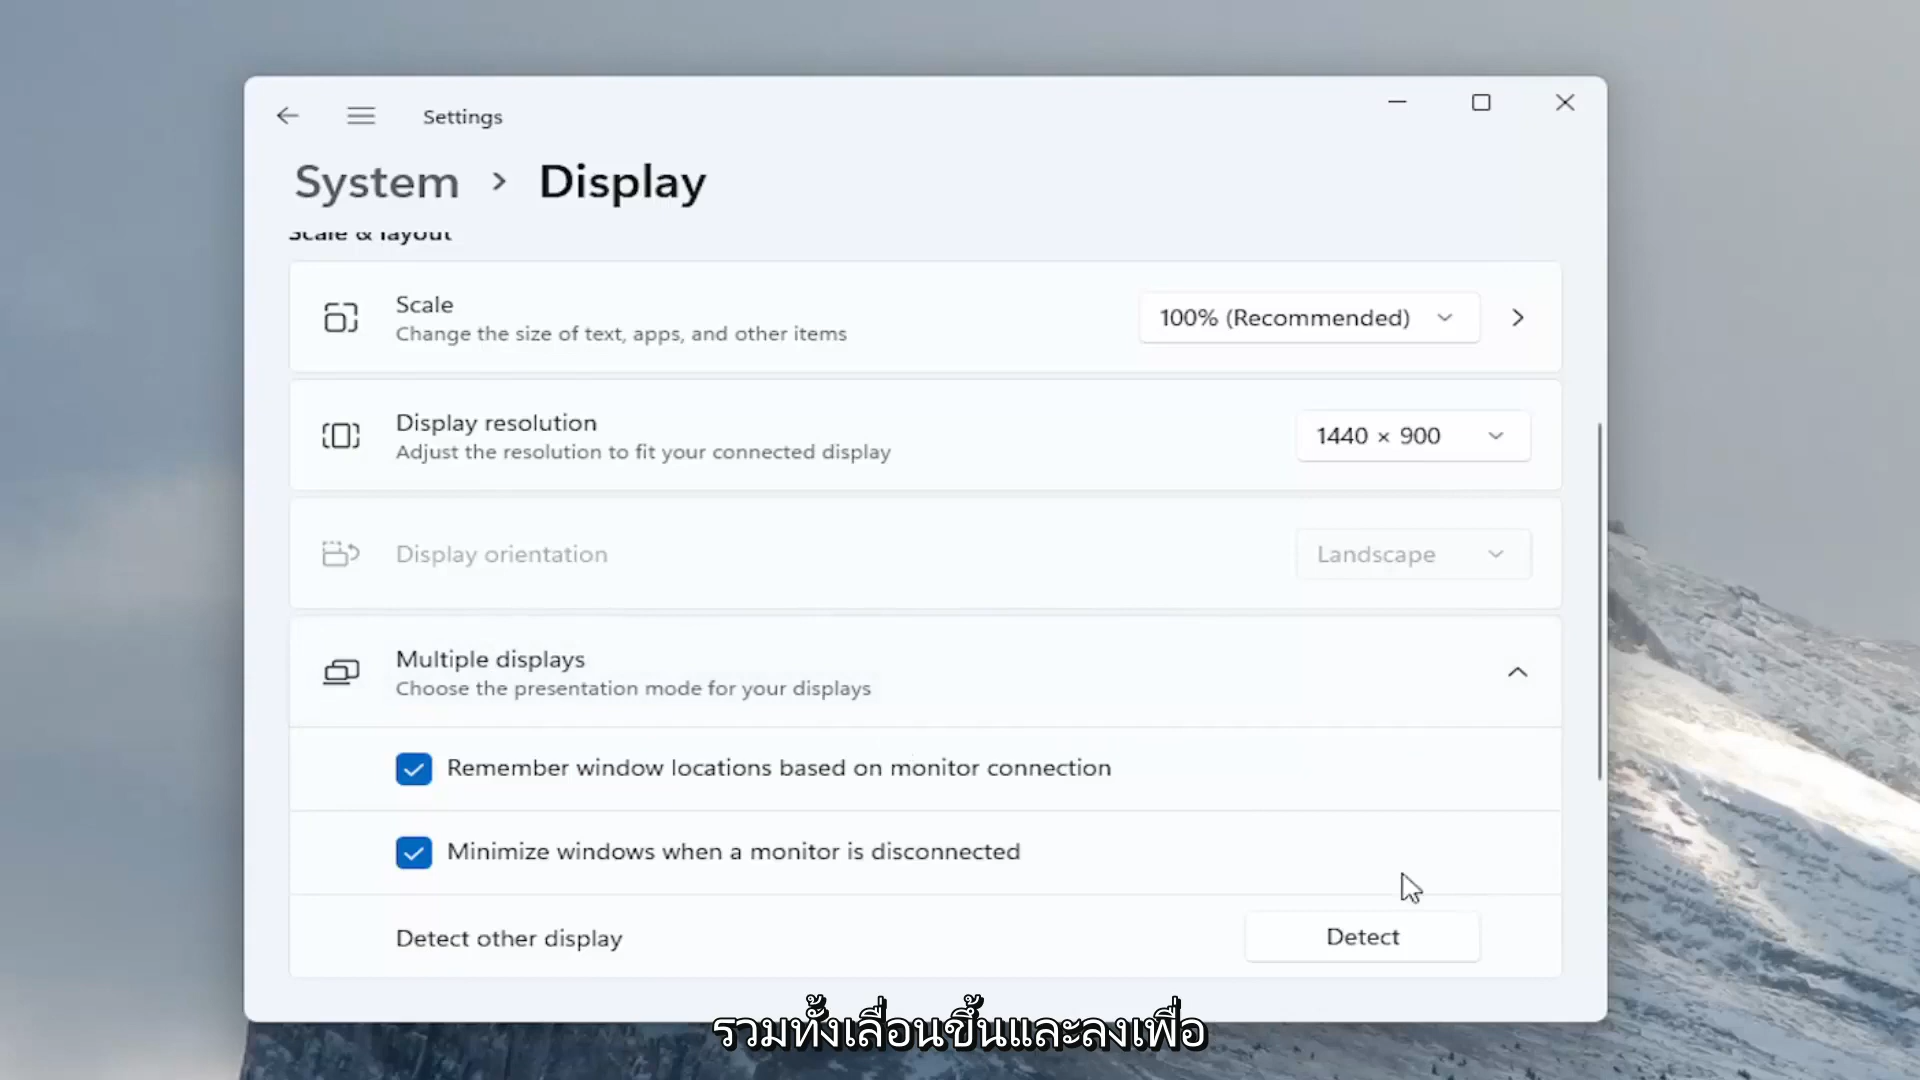 Settings
System > Display
Scale & layout
Scale
Change the size of text, apps, and other items
100% (Recommended)
Display resolution
Adjust the resolution to fit your connected display
1440 × 900
Display orientation
Landscape
Multiple displays
Choose the presentation mode for your displays
Remember window locations based on monitor connection
Minimize windows when a monitor is disconnected
Detect other display
Detect
รวมทั้งเลื่อนขึ้นและลงเพื่อ